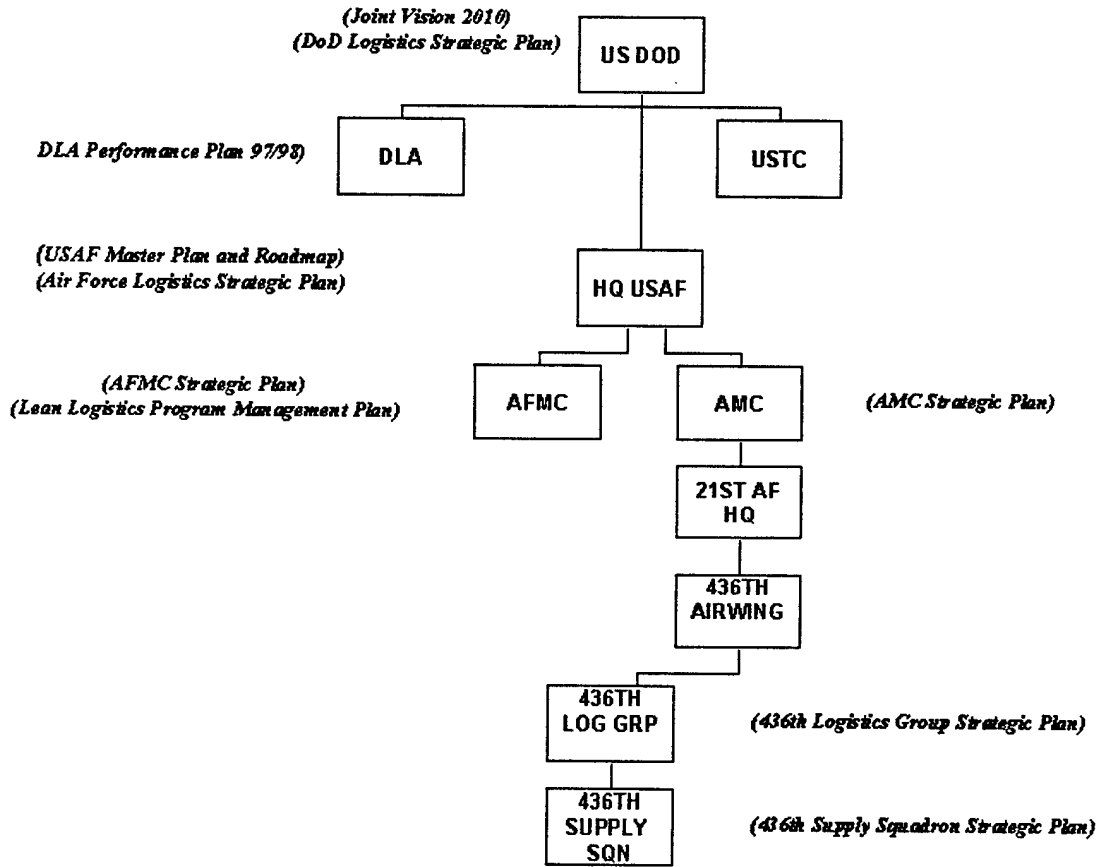 (Joint Vision 2010)
(DoD Logistics Strategic Plan)
US DOD
DLA Performance Plan 97/98)
DLA
USTC
(USAF Master Plan and Roadmap)
(Air Force Logistics Strategic Plan)
HQ USAF
(AFMC Strategic Plan)
(Lean Logistics Program Management Plan)
AFMC
AMC
(AMC Strategic Plan)
21ST AF
HQ
436TH
AIRWING
436TH
LOG GRP
(436th Logistics Group Strategic Plan)
436TH
SUPPLY
SQN
(436th Supply Squadron Strategic Plan)